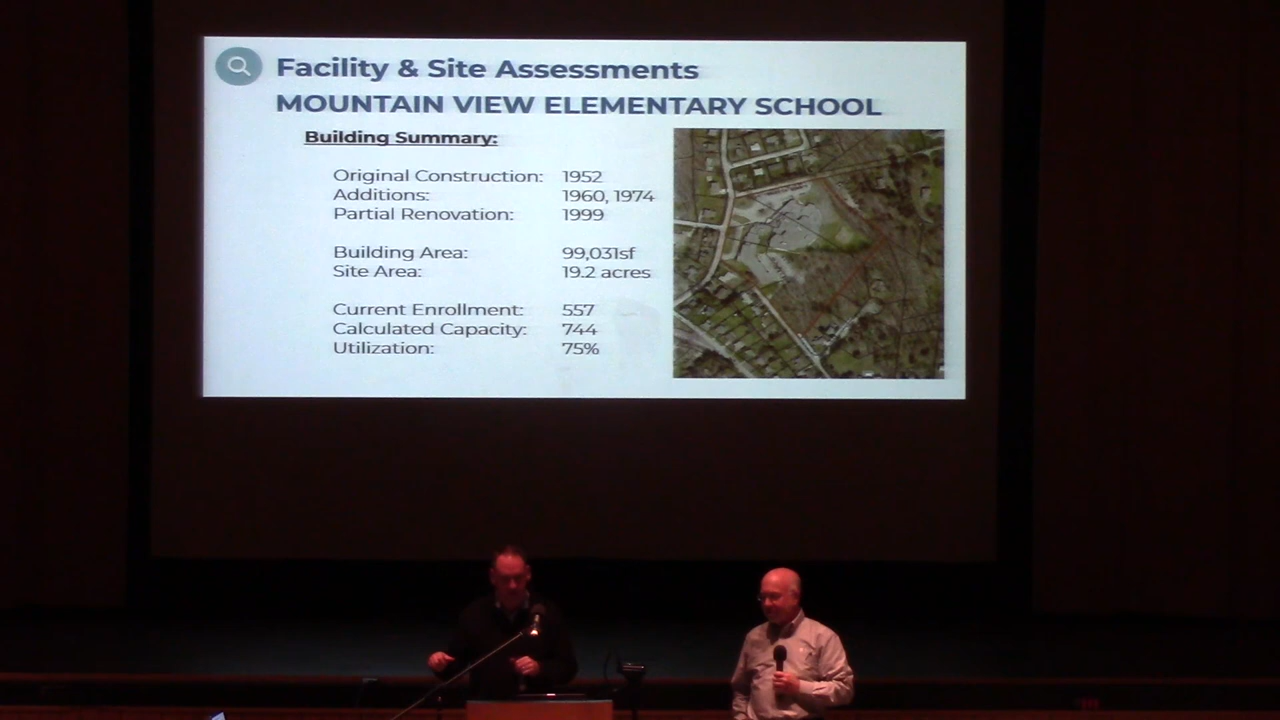 Facility & Site Assessments
MOUNTAIN VIEW ELEMENTARY SCHOOL
Building Summary:
Original Construction: 1952
Additions: 1960, 1974
Partial Renovation: 1999
Building Area: 99,031sf
Site Area: 19.2 acres
Current Enrollment: 557
Calculated Capacity: 744
Utilization: 75%